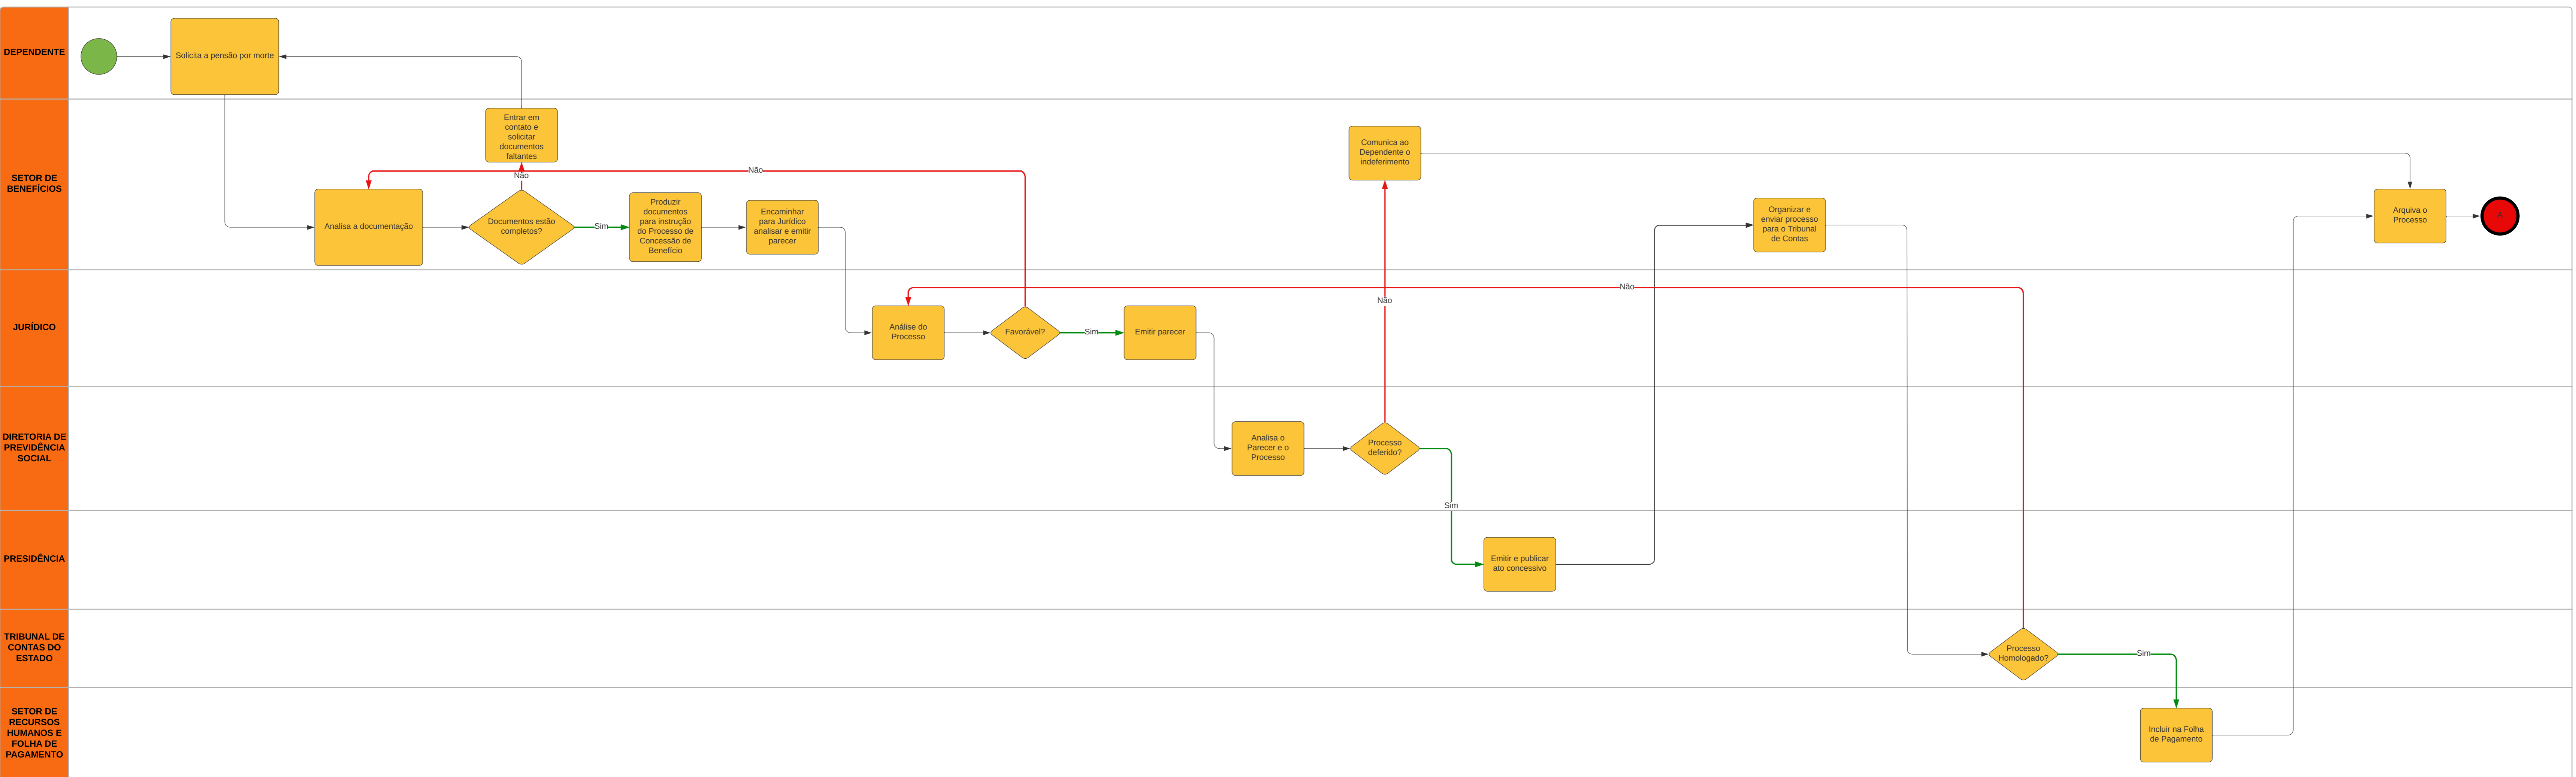 DEPENDENTE
Solicita a pensão por morte
SETOR DE
BENEFÍCIOS
Entrar em
contato e
solicitar
documentos
faltantes
Não
Não
Analisa a documentação
Documentos estão
completos?
Sim
Produzir
documentos
para instrução
do Processo de
Concessão de
Benefício
Encaminhar
para Jurídico
analisar e emitir
parecer
Comunica ao
Dependente o
indeferimento
Organizar e
enviar processo
para o Tribunal
de Contas
Arquiva o
Processo
A
JURÍDICO
Análise do
Processo
Favorável?
Sim
Emitir parecer
Não
Não
DIRETORIA DE
PREVIDÊNCIA
SOCIAL
Analisa o
Parecer e o
Processo
Processo
deferido?
Sim
PRESIDÊNCIA
Emitir e publicar
ato concessivo
TRIBUNAL DE
CONTAS DO
ESTADO
Processo
Homologado?
Sim
SETOR DE
RECURSOS
HUMANOS E
FOLHA DE
PAGAMENTO
Incluir na Folha
de Pagamento